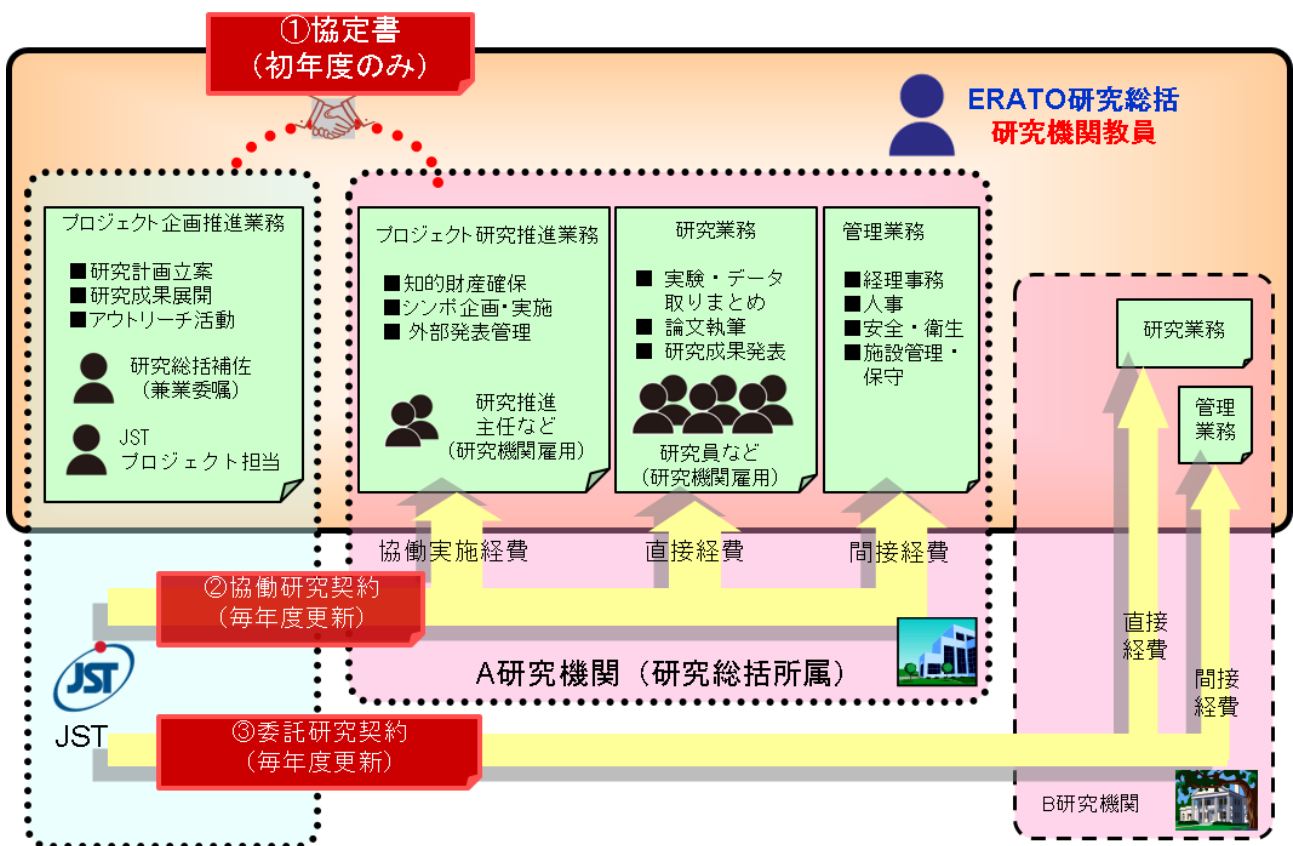 ①協定書
（初年度のみ）
ERATO研究総括
研究機関教員
プロジェクト企画推進業務
■研究計画立案
■研究成果展開
■アウトリーチ活動
研究総括補佐
（兼業委嘱）
JST
プロジェクト担当
プロジェクト研究推進業務
■知的財産確保
■シンポ企画・実施
■外部発表管理
研究推進
主任など
（研究機関雇用）
研究業務
■ 実験・データ
取りまとめ
■ 論文執筆
■ 研究成果発表
研究員など
（研究機関雇用）
管理業務
■経理事務
■人事
■安全・衛生
■施設管理・
保守
研究業務
管理
業務
協働実施経費
直接経費
間接経費
②協働研究契約
（毎年度更新）
A研究機関（研究総括所属）
直接
経費
間接
経費
JST
JST
③委託研究契約
（毎年度更新）
B研究機関